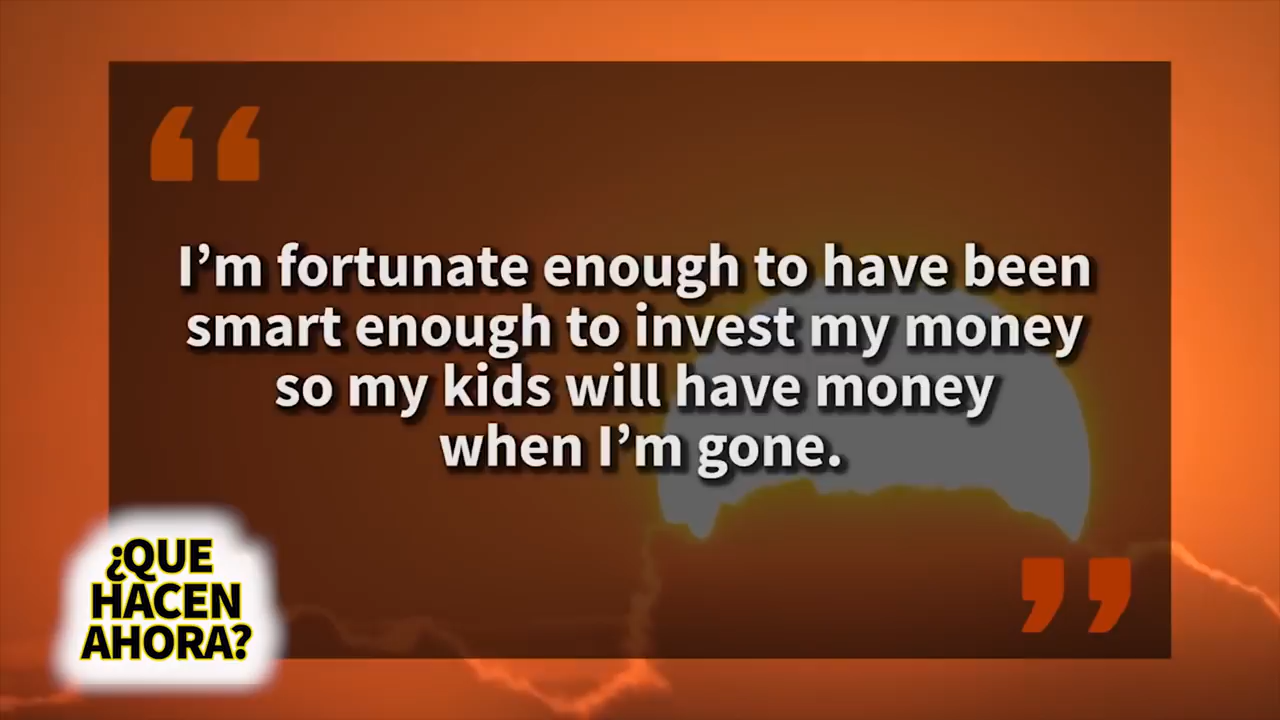 “
I’m fortunate enough to have been
smart enough to invest my money
so my kids will have money
when I’m gone.
”
¿QUE
HACEN
AHORA?